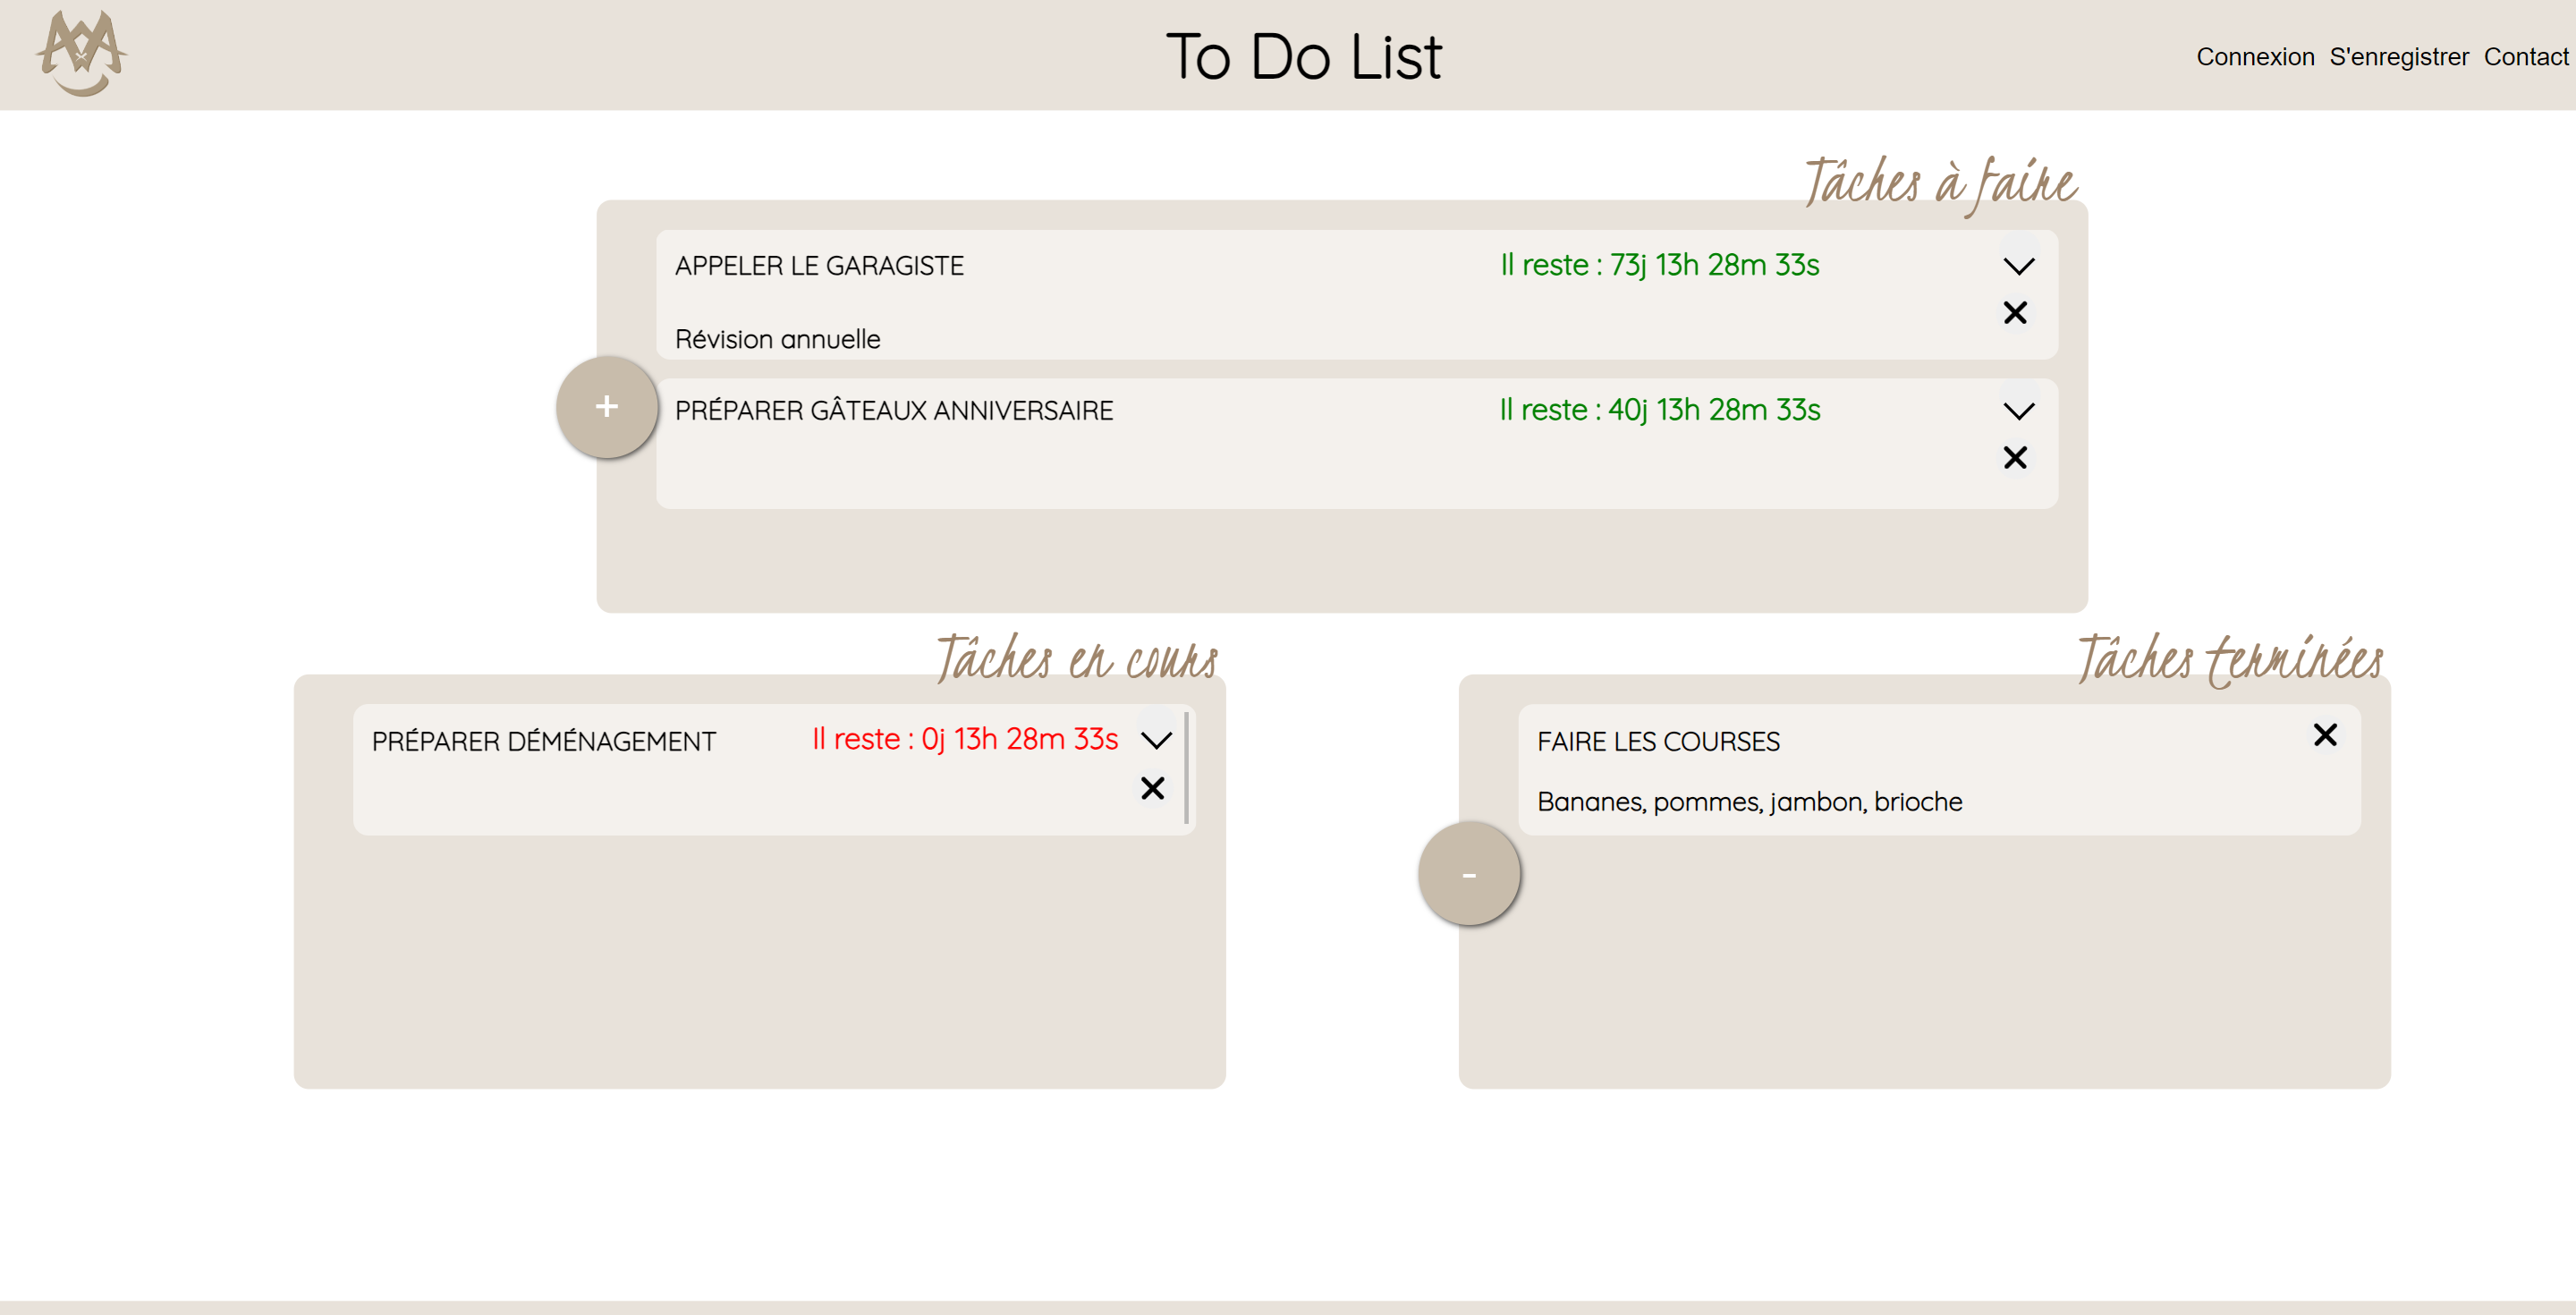 To Do List
Connexion S'enregistrer Contact
Tâches à faire
APPELER LE GARAGISTE
Il reste : 73j 13h 28m 33s
Révision annuelle
+
PRÉPARER GÂTEAUX ANNIVERSAIRE
Il reste : 40j 13h 28m 33s
Tâches en cours
PRÉPARER DÉMÉNAGEMENT
Il reste : 0j 13h 28m 33s
Tâches terminées
FAIRE LES COURSES
Bananes, pommes, jambon, brioche
-